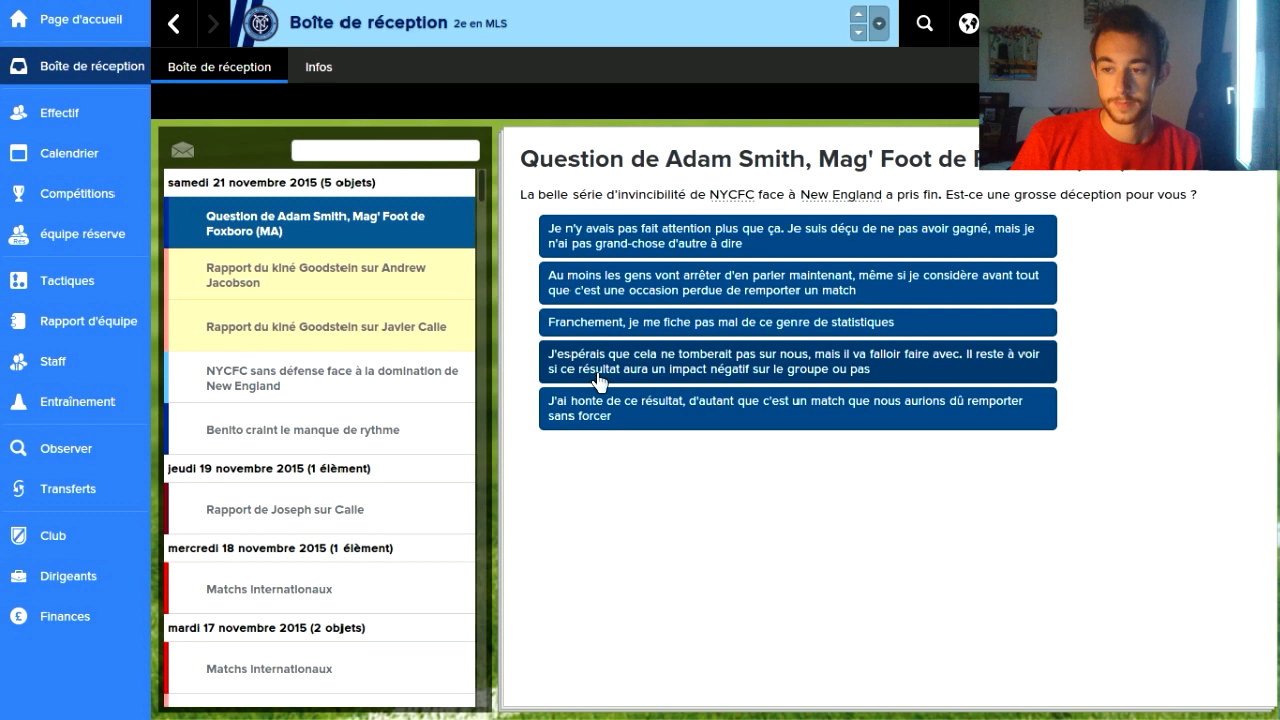 Page d'accueil
Boîte de réception
Effectif
Calendrier
Compétitions
équipe réserve
Tactiques
Rapport d'équipe
Staff
Entraînement
Observer
Transferts
Club
Dirigeants
Finances
Boîte de réception 2e en MLS
Boîte de réception Infos
samedi 21 novembre 2015 (5 objets)
Question de Adam Smith, Mag' Foot de
Foxboro (MA)
Rapport du kiné Goodstein sur Andrew
Jacobson
Rapport du kiné Goodstein sur Javier Calle
NYCFC sans défense face à la domination de
New England
Benito craint le manque de rythme
jeudi 19 novembre 2015 (1 élèment)
Rapport de Joseph sur Calle
mercredi 18 novembre 2015 (1 élèment)
Matchs Internationaux
mardi 17 novembre 2015 (2 objets)
Matchs Internationaux
Question de Adam Smith, Mag' Foot de
La belle série d'invincibilité de NYCFC face à New England a pris fin. Est-ce une grosse déception pour vous ?
Je n'y avais pas fait attention plus que ça. Je suis déçu de ne pas avoir gagné, mais je
n'ai pas grand-chose d'autre à dire
Au moins les gens vont arrêter d'en parler maintenant, même si je considère avant tout
que c'est une occasion perdue de remporter un match
Franchement, je me fiche pas mal de ce genre de statistiques
J'espérais que cela ne tomberait pas sur nous, mais il va falloir faire avec. Il reste à voir
si ce résultat aura un impact négatif sur le groupe ou pas
J'ai honte de ce résultat, d'autant que c'est un match que nous aurions dû remporter
sans forcer